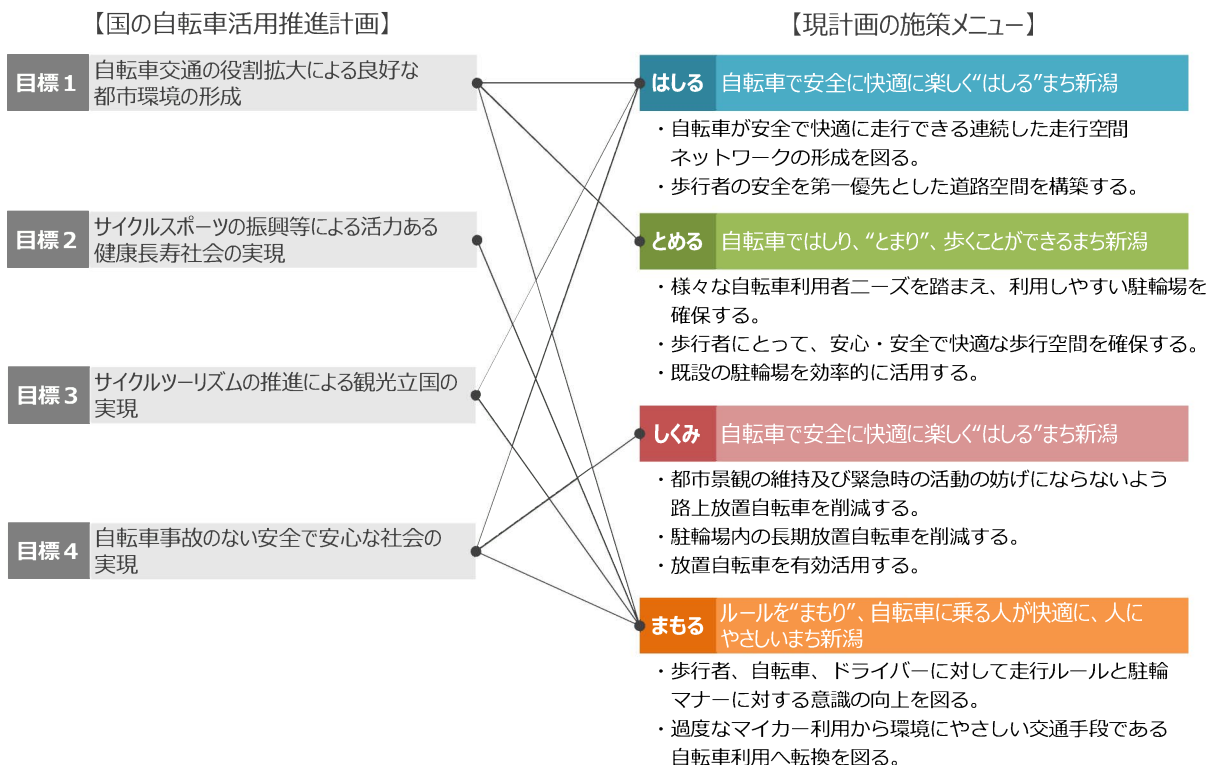 【国の自転車活用推進計画】
目標1
自転車交通の役割拡大による良好な
都市環境の形成
目標2
サイクルスポーツの振興等による活力ある
健康長寿社会の実現
目標3
サイクルツーリズムの推進による観光立国の
実現
目標4
自転車事故のない安全で安心な社会の
実現
【現計画の施策メニュー】
はしる
自転車で安全に快適に楽しく“はしる”まち新潟
・自転車が安全で快適に走行できる連続した走行空間
ネットワークの形成を図る。
・歩行者の安全を第一優先とした道路空間を構築する。
とめる
自転車ではしり、“とまり”、歩くことができるまち新潟
・様々な自転車利用者ニーズを踏まえ、利用しやすい駐輪場を
確保する。
・歩行者にとって、安心・安全で快適な歩行空間を確保する。
・既設の駐輪場を効率的に活用する。
しくみ
自転車で安全に快適に楽しく“はしる”まち新潟
・都市景観の維持及び緊急時の活動の妨げにならないよう
路上放置自転車を削減する。
・駐輪場内の長期放置自転車を削減する。
・放置自転車を有効活用する。
まもる
ルールを“まもり”、自転車に乗る人が快適に、人に
やさしいまち新潟
・歩行者、自転車、ドライバーに対して走行ルールと駐輪
マナーに対する意識の向上を図る。
・過度なマイカー利用から環境にやさしい交通手段である
自転車利用へ転換を図る。